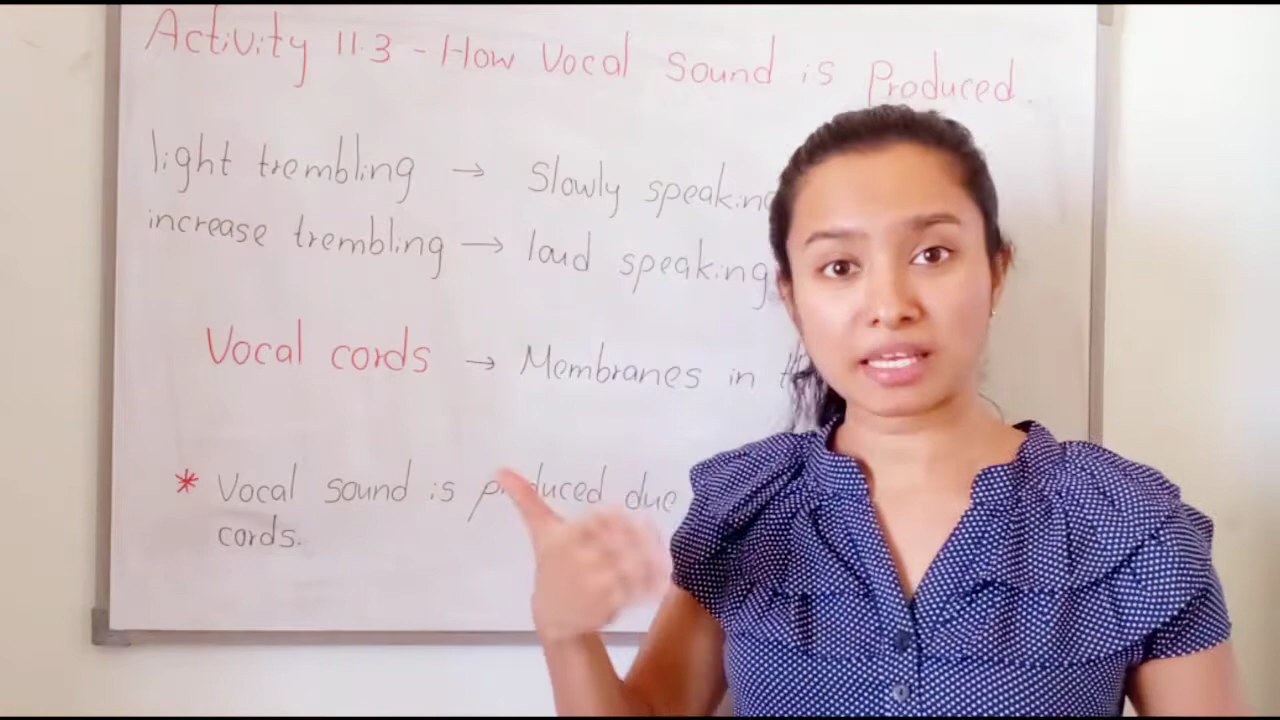 Activity 11.3 - How Vocal Sound is Produced.
light trembling → Slowly speaking
increase trembling → loud speaking
Vocal cords → Membranes in
* Vocal sound is produced due
cords.